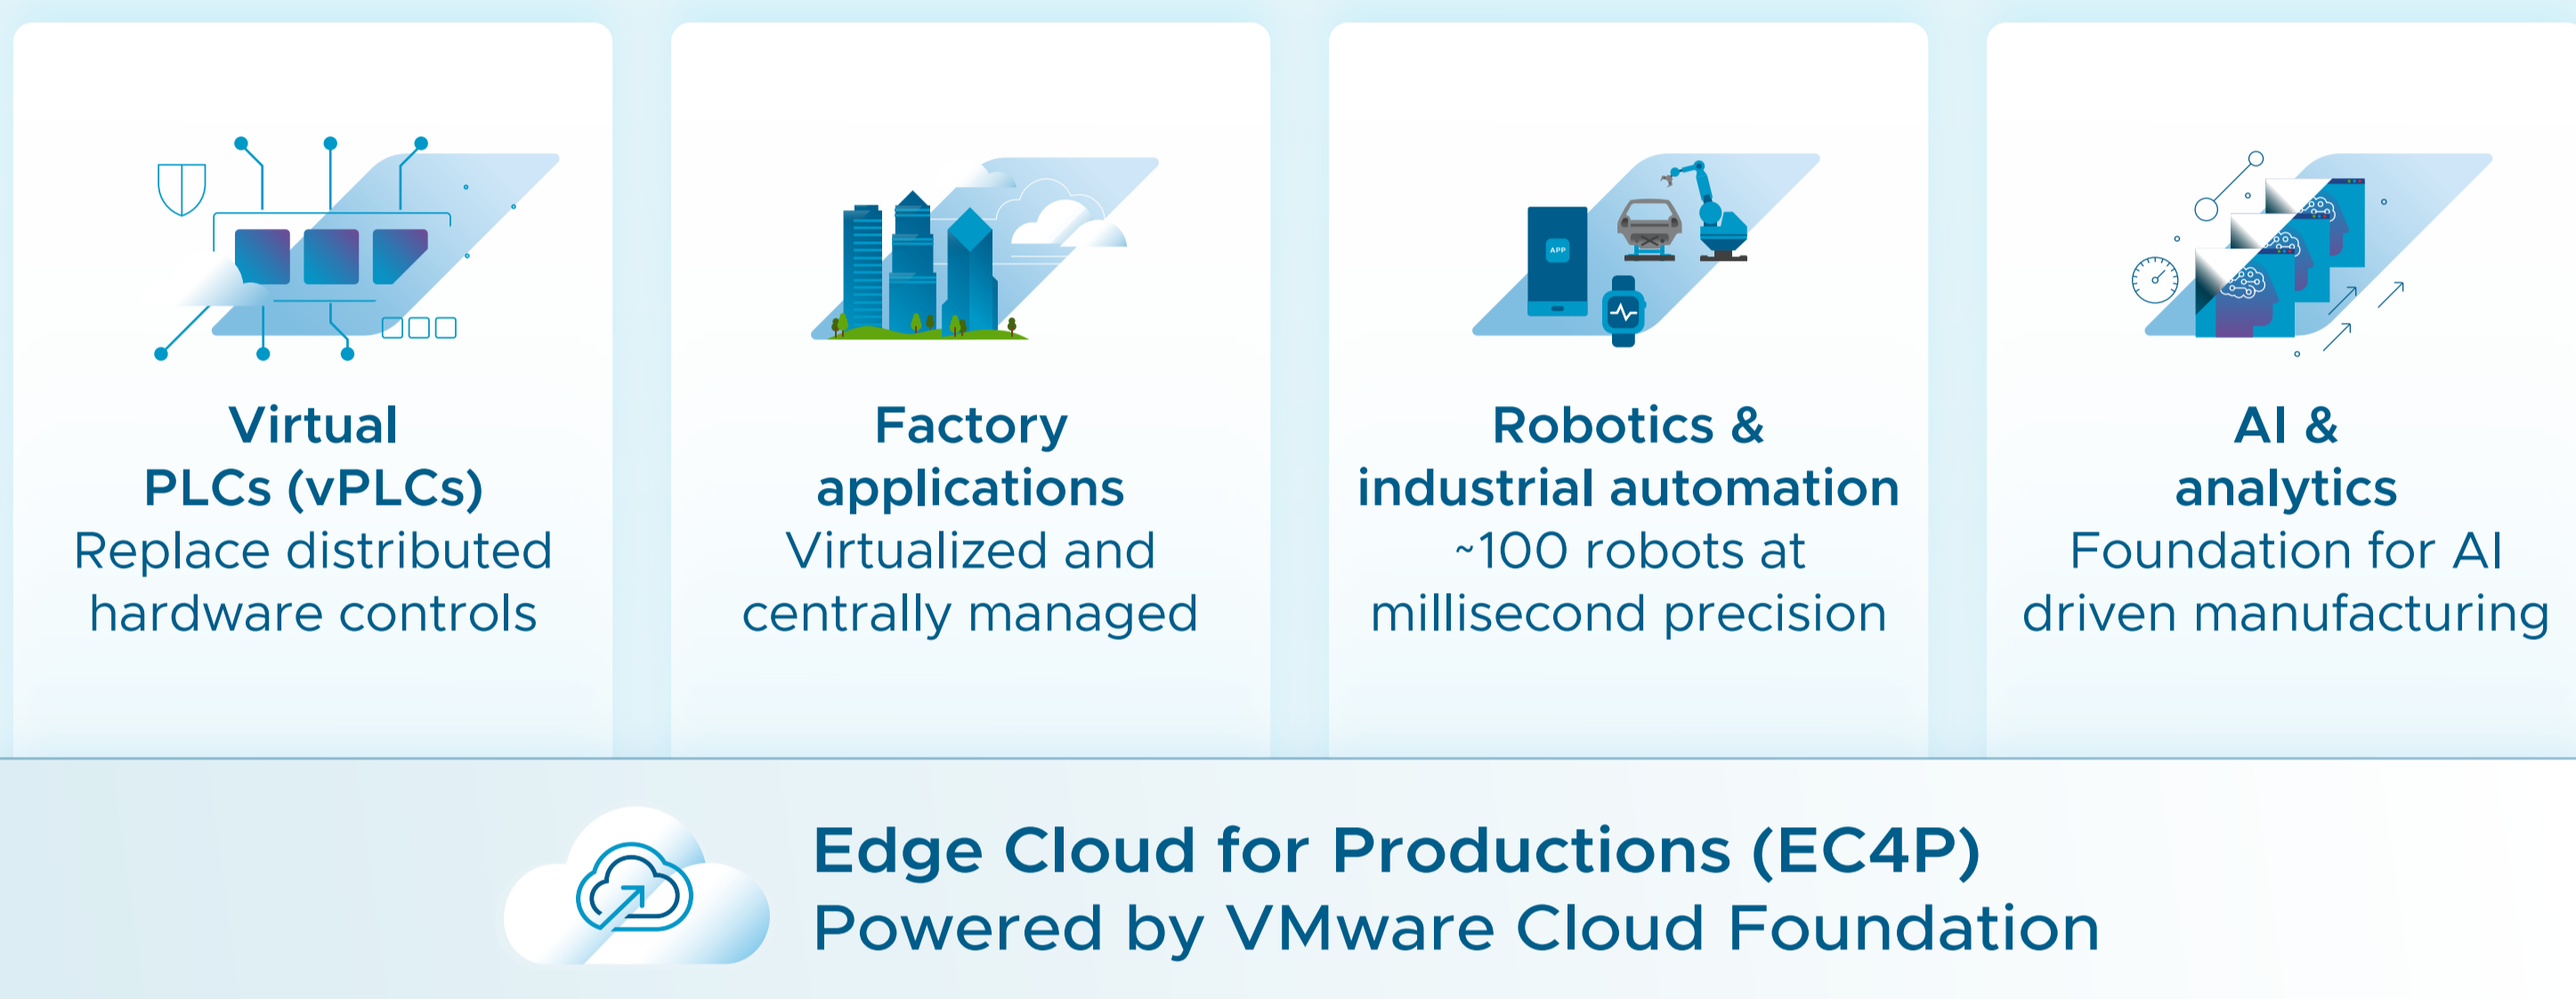 Virtual
PLCs (vPLCs)
Replace distributed
hardware controls
Factory
applications
Virtualized and
centrally managed
APP
Robotics &
industrial automation
~100 robots at
millisecond precision
AI &
analytics
Foundation for AI
driven manufacturing
Edge Cloud for Productions (EC4P)
Powered by VMware Cloud Foundation